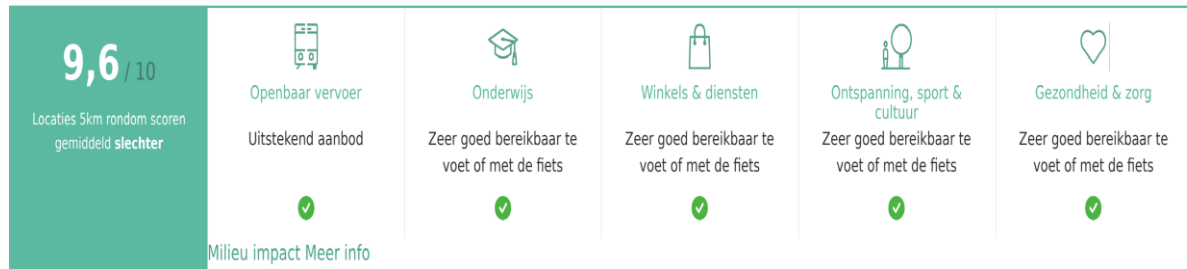 9,6 / 10
Locaties 5km rondom scoren
gemiddeld slechter
Openbaar vervoer
Uitstekend aanbod
Onderwijs
Zeer goed bereikbaar te
voet of met de fiets
Winkels & diensten
Zeer goed bereikbaar te
voet of met de fiets
Ontspanning, sport &
cultuur
Zeer goed bereikbaar te
voet of met de fiets
Gezondheid & zorg
Zeer goed bereikbaar te
voet of met de fiets
Milieu impact Meer info